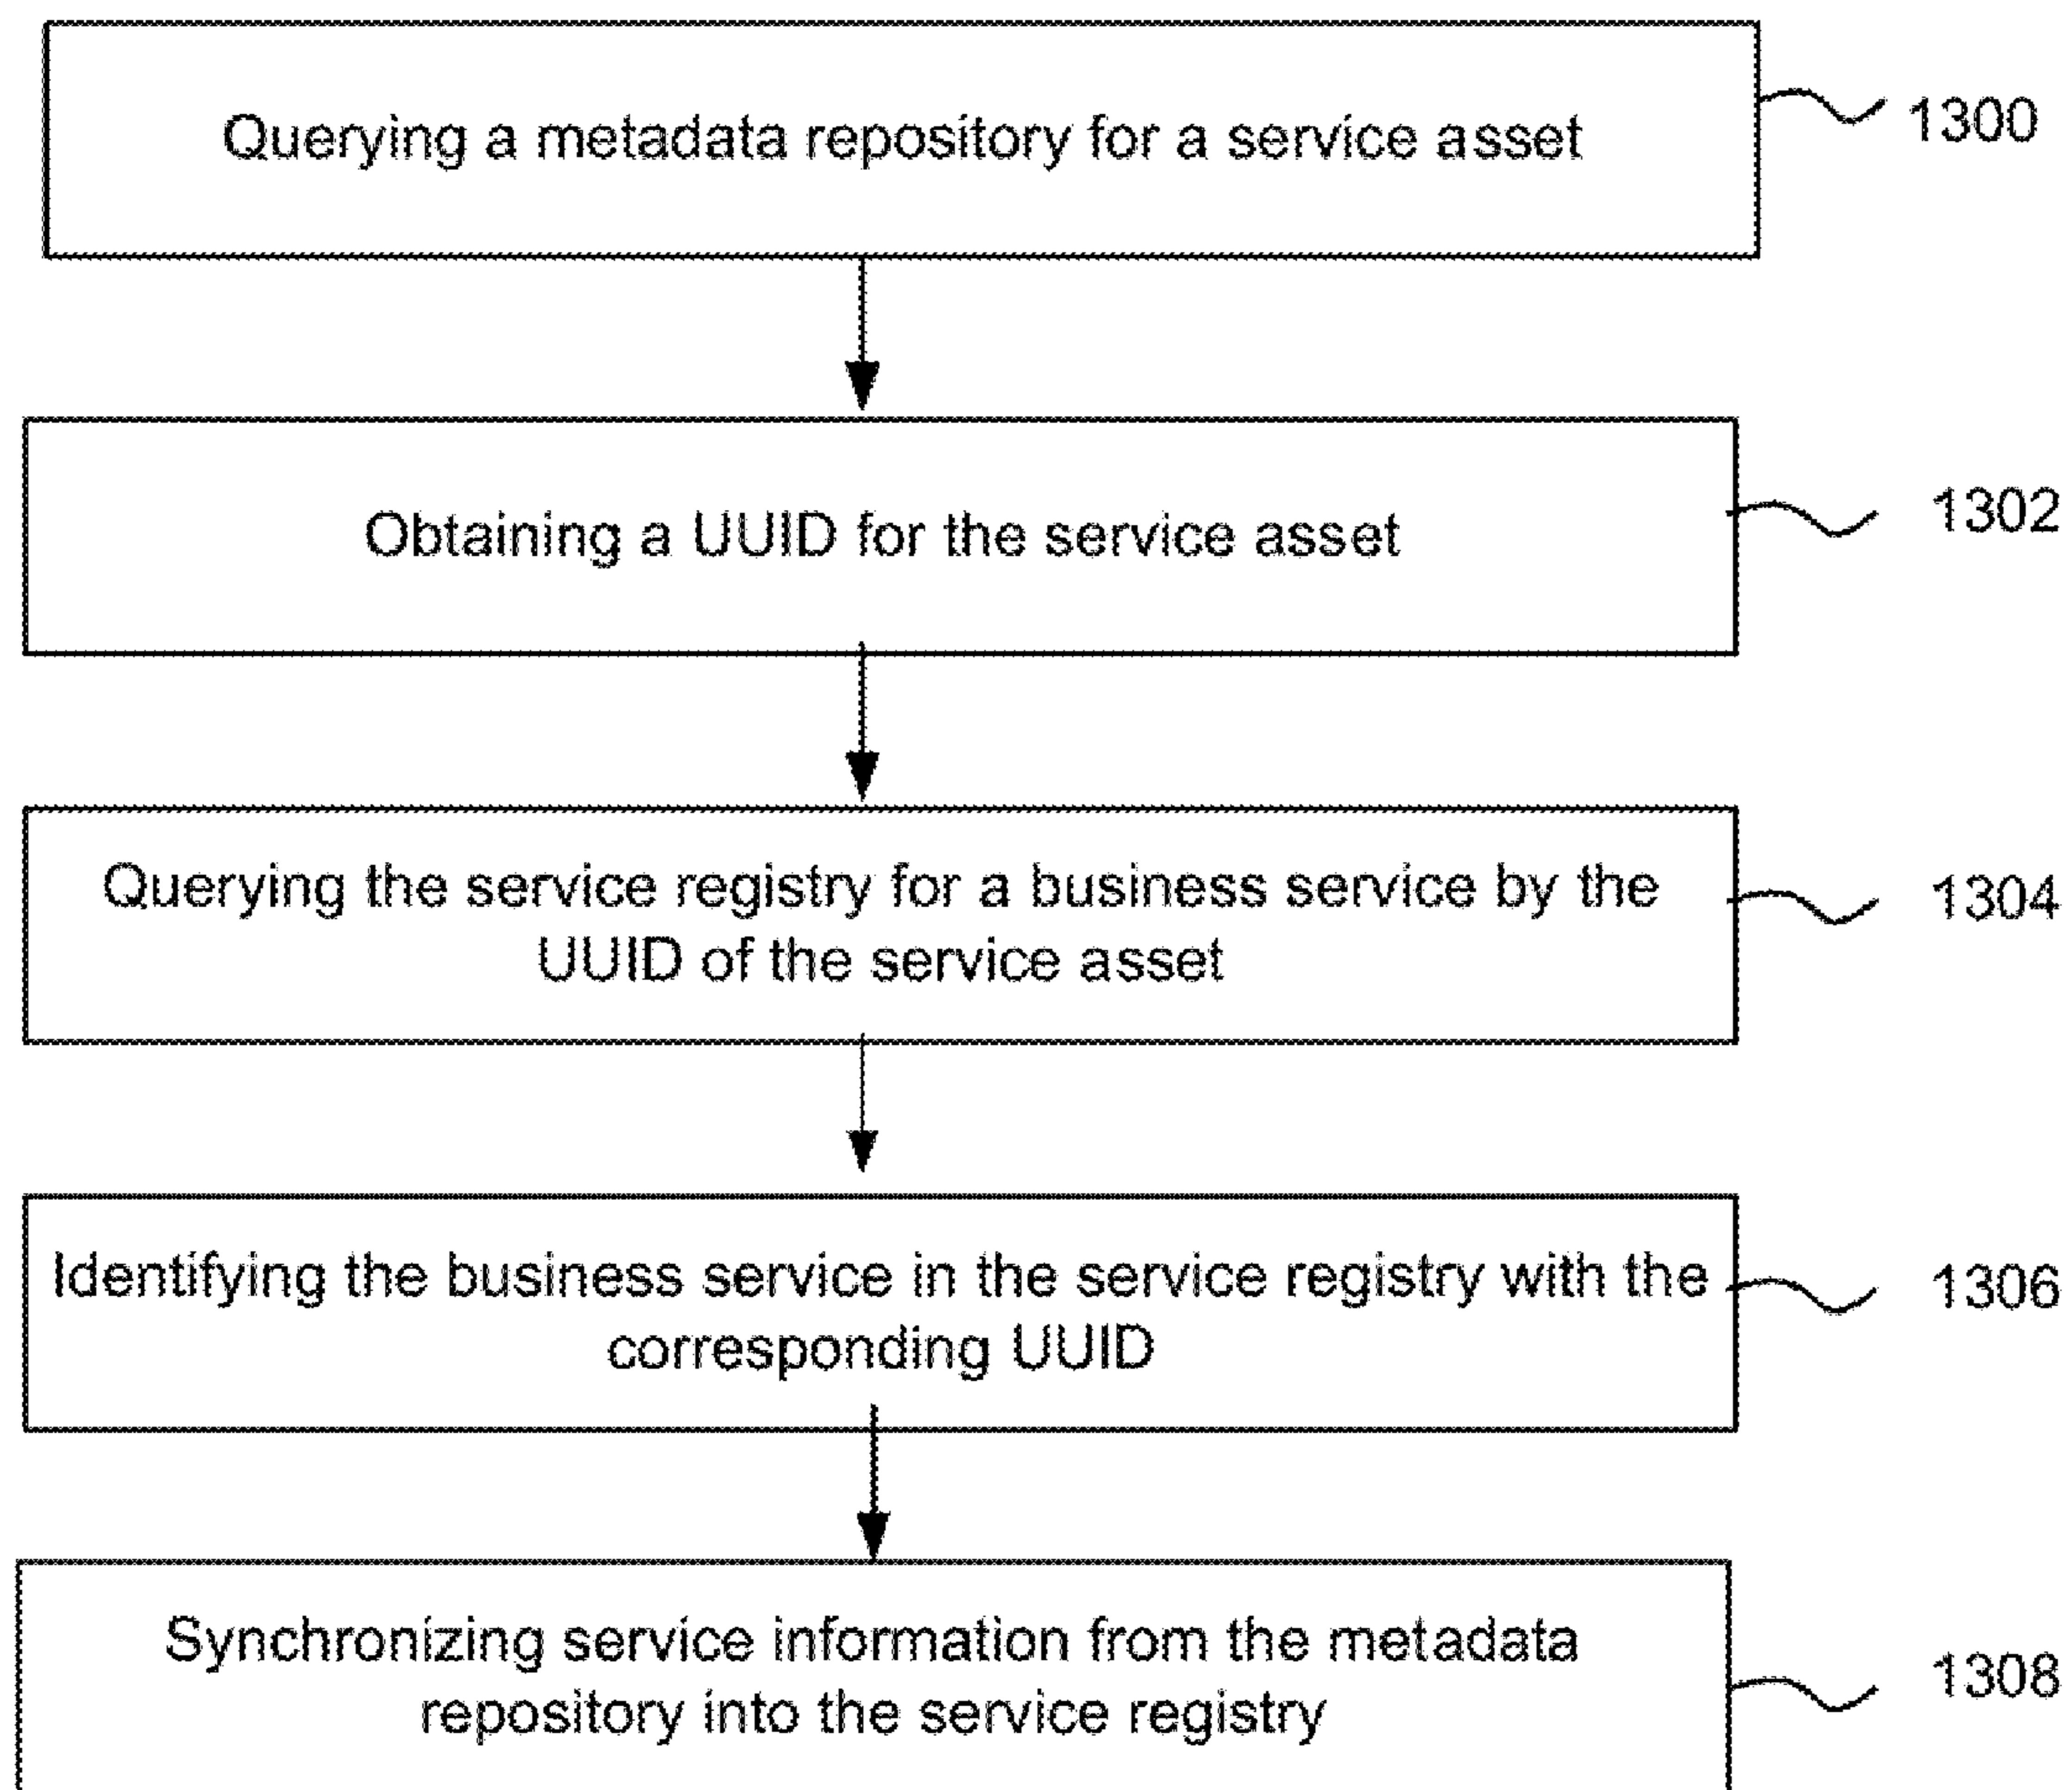 Querying a metadata repository for a service asset
1300
Obtaining a UUID for the service asset
1302
Querying the service registry for a business service by the
UUID of the service asset
1304
Identifying the business service in the service registry with the
corresponding UUID
1306
Synchronizing service information from the metadata
repository into the service registry
1308